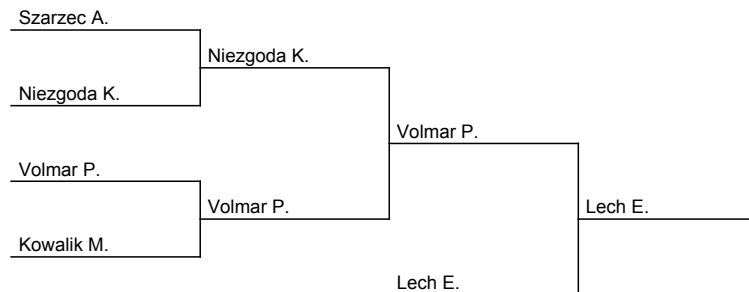 Szarzec A.
Niezgoda K.
Niezgoda K.
Volmar P.
Volmar P.
Volmar P.
Lech E.
Kowalik M.
Lech E.